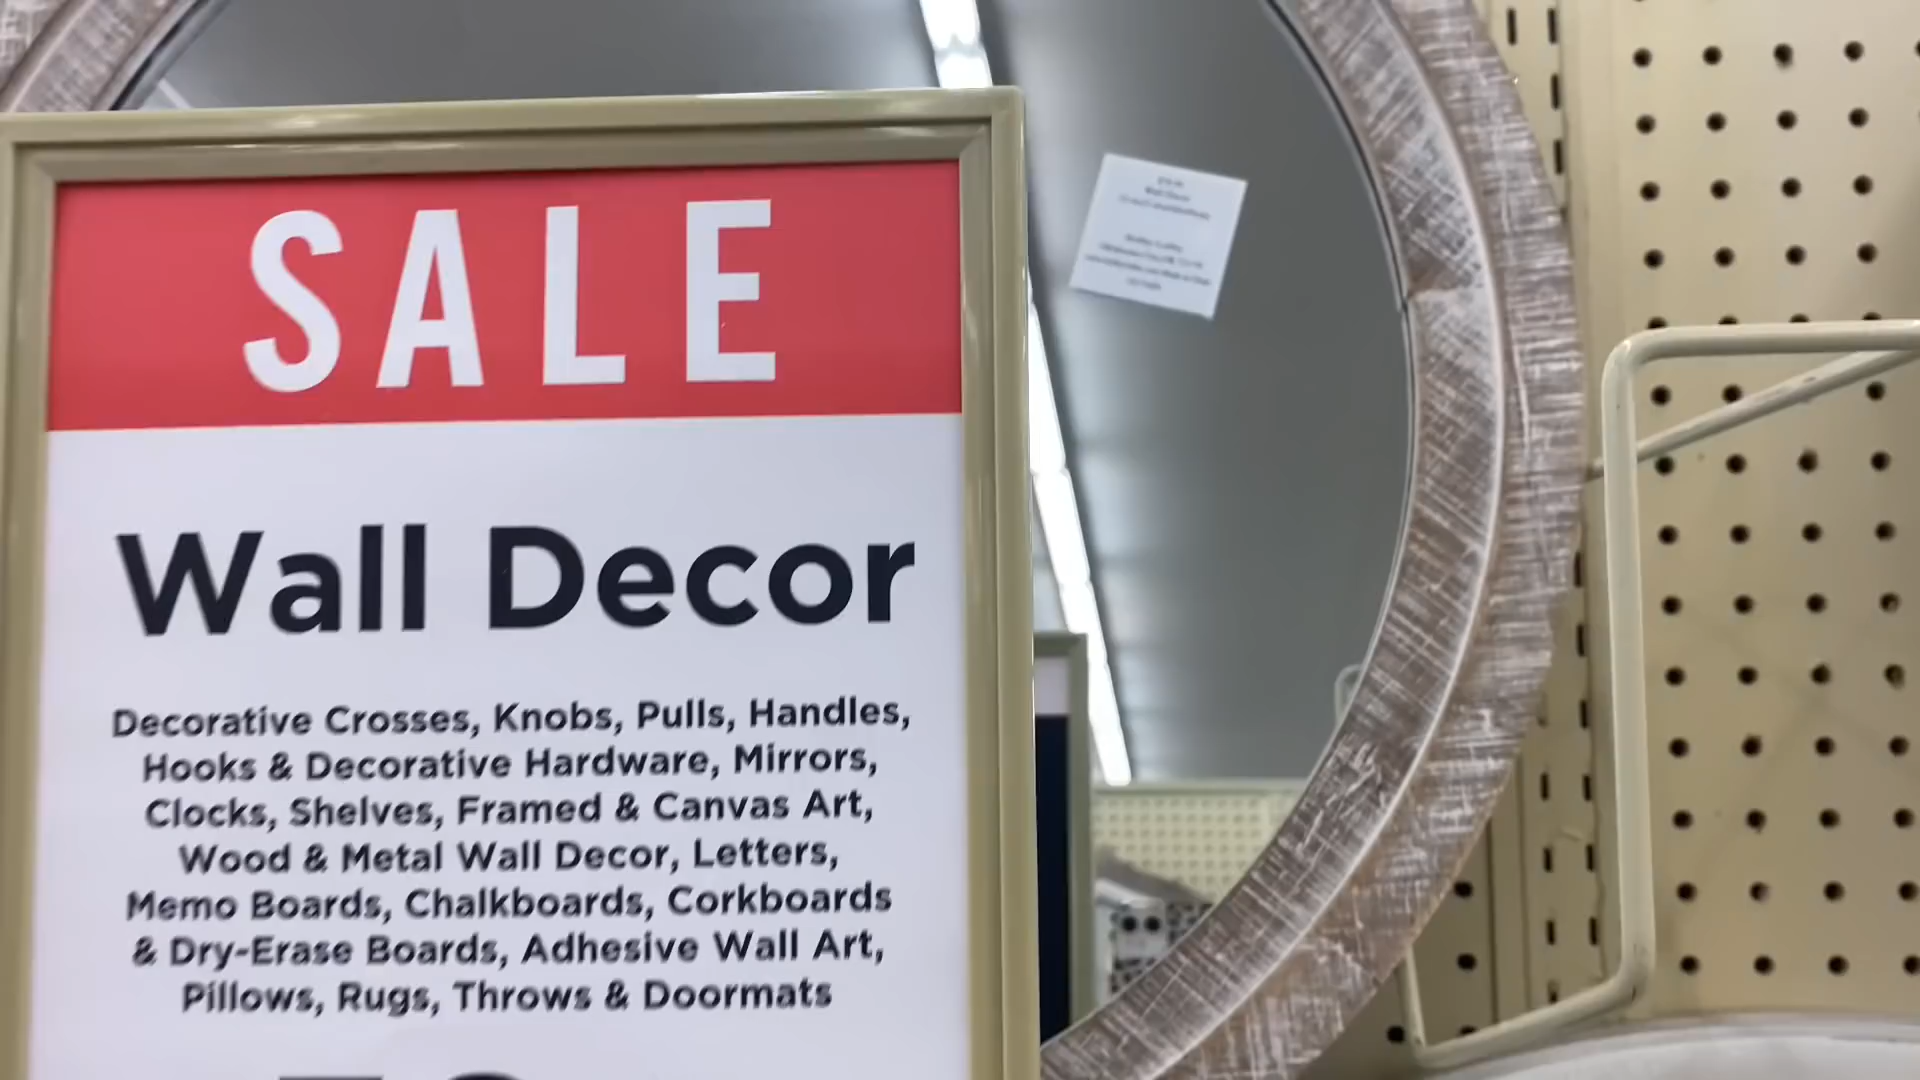 SALE
Wall Decor
Decorative Crosses, Knobs, Pulls, Handles,
Hooks & Decorative Hardware, Mirrors,
Clocks, Shelves, Framed & Canvas Art,
Wood & Metal Wall Decor, Letters,
Memo Boards, Chalkboards, Corkboards
& Dry-Erase Boards, Adhesive Wall Art,
Pillows, Rugs, Throws & Doormats